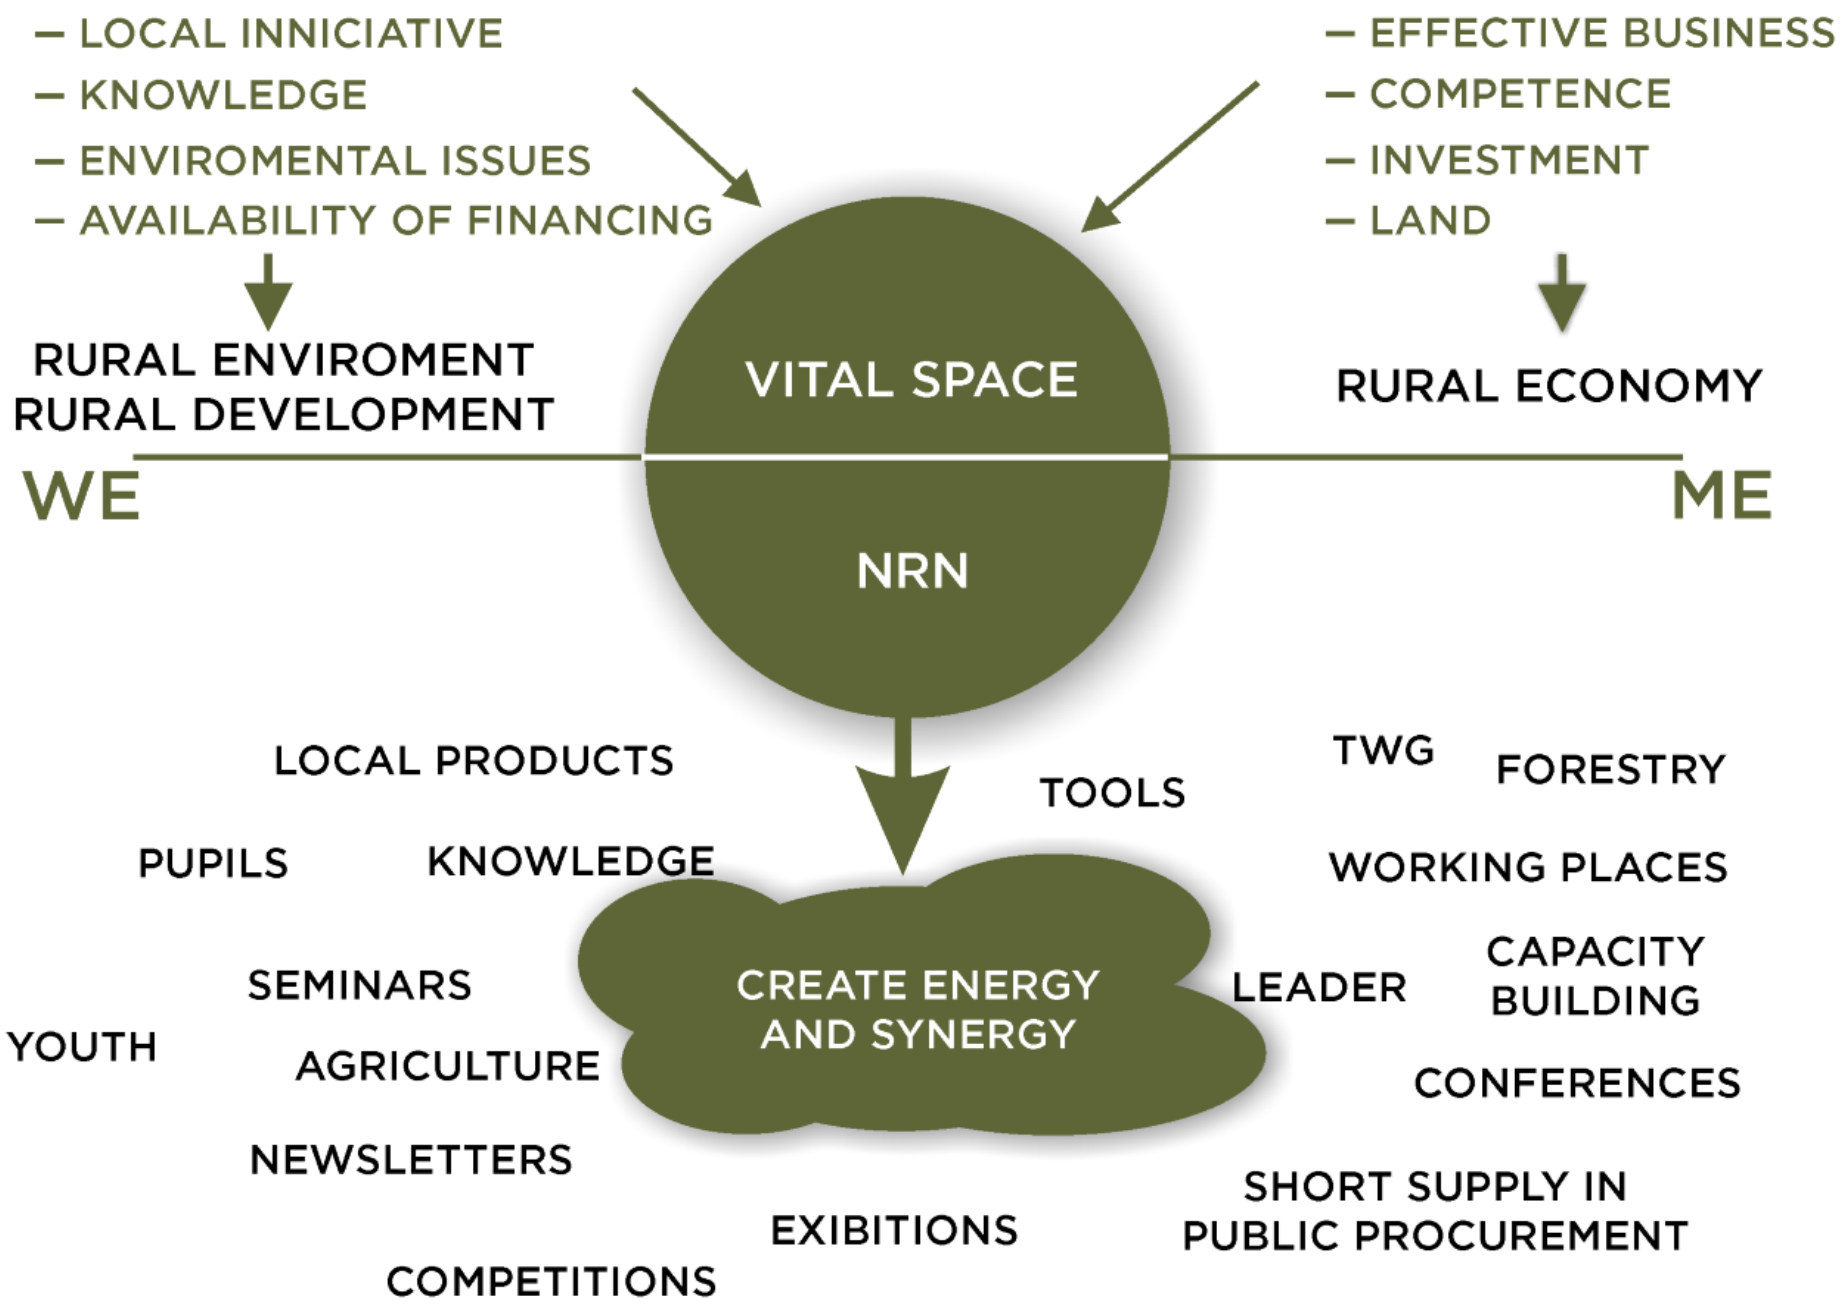 – LOCAL INNICIATIVE
– KNOWLEDGE
– ENVIROMENTAL ISSUES
– AVAILABILITY OF FINANCING
– EFFECTIVE BUSINESS
– COMPETENCE
– INVESTMENT
– LAND
RURAL ENVIROMENT
RURAL DEVELOPMENT
VITAL SPACE
RURAL ECONOMY
WE
ME
NRN
LOCAL PRODUCTS
TOOLS
TWG
FORESTRY
PUPILS
KNOWLEDGE
WORKING PLACES
SEMINARS
CREATE ENERGY
AND SYNERGY
LEADER
CAPACITY
BUILDING
YOUTH
AGRICULTURE
CONFERENCES
NEWSLETTERS
EXIBITIONS
SHORT SUPPLY IN
PUBLIC PROCUREMENT
COMPETITIONS